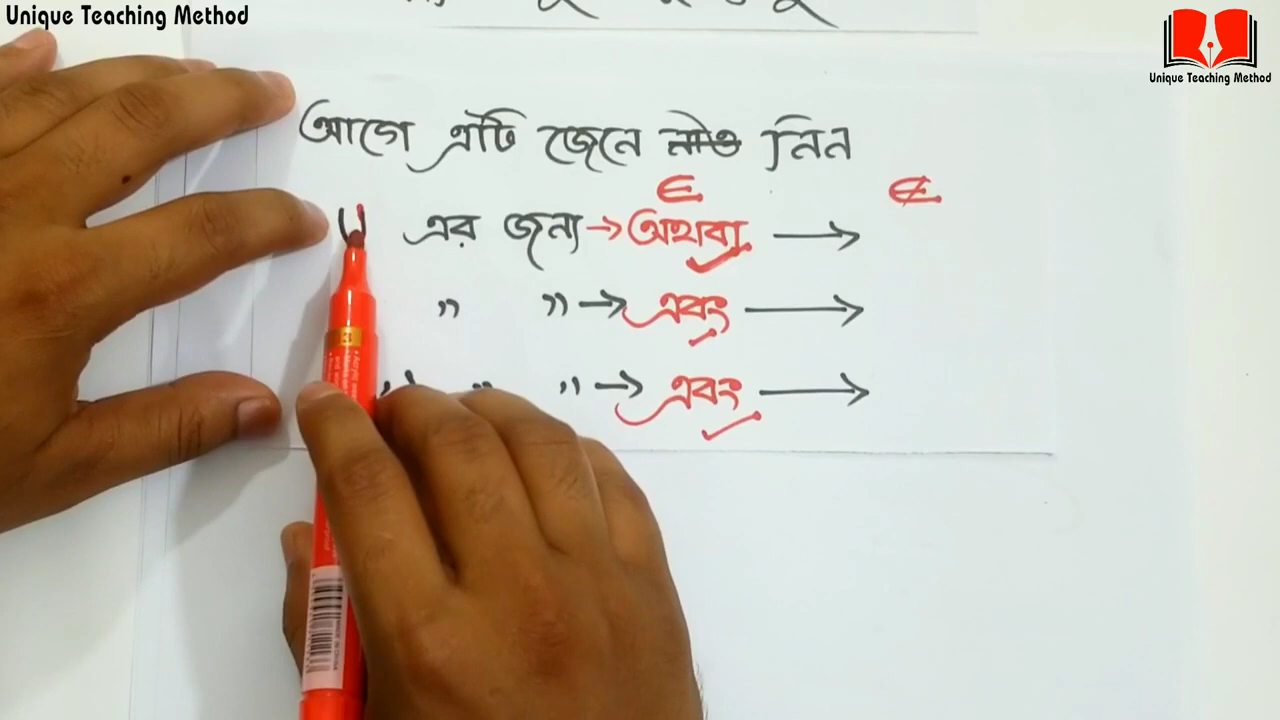 Unique Teaching Method
Unique Teaching Method
আগে এটি জেনে নিন
∈ ∉
∪ এর জন্য → অথবা →
" " → এবং →
" " → এবং →